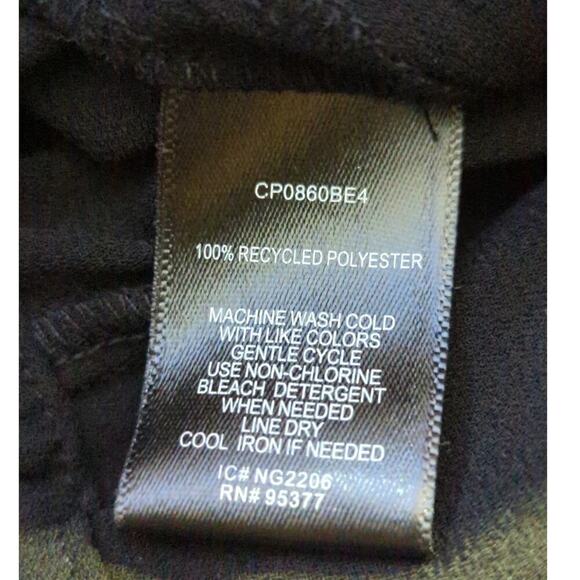 CP0860BE4
100% RECYCLED POLYESTER
MACHINE WASH COLD
WITH LIKE COLORS
GENTLE CYCLE
USE NON-CHLORINE
BLEACH DETERGENT
WHEN NEEDED
LINE DRY
COOL IRON IF NEEDED
IC# NG2206
RN# 95377